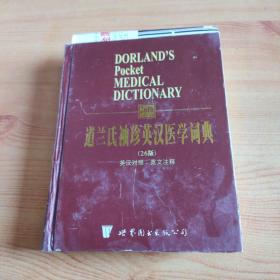 DORLAND'S
Pocket
MEDICAL
DICTIONARY
道兰氏袖珍英汉医学词典
(26版)
英汉对照·英文注释
世界图书出版公司